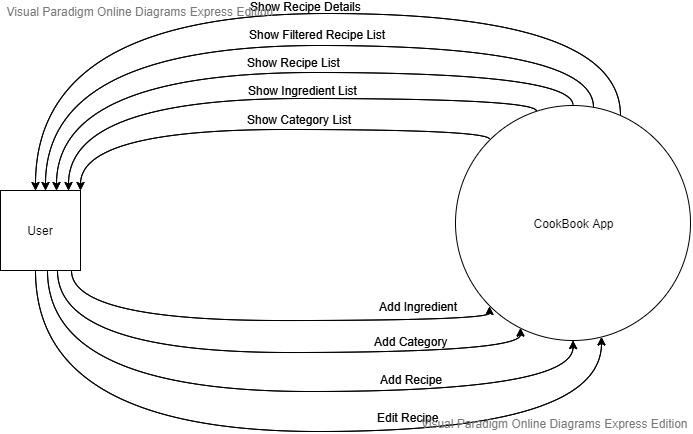 Visual Paradigm Online Diagrams Express Edition
Show Recipe Details
Show Filtered Recipe List
Show Recipe List
Show Ingredient List
Show Category List
User
CookBook App
Add Ingredient
Add Category
Add Recipe
Edit Recipe
Visual Paradigm Online Diagrams Express Edition